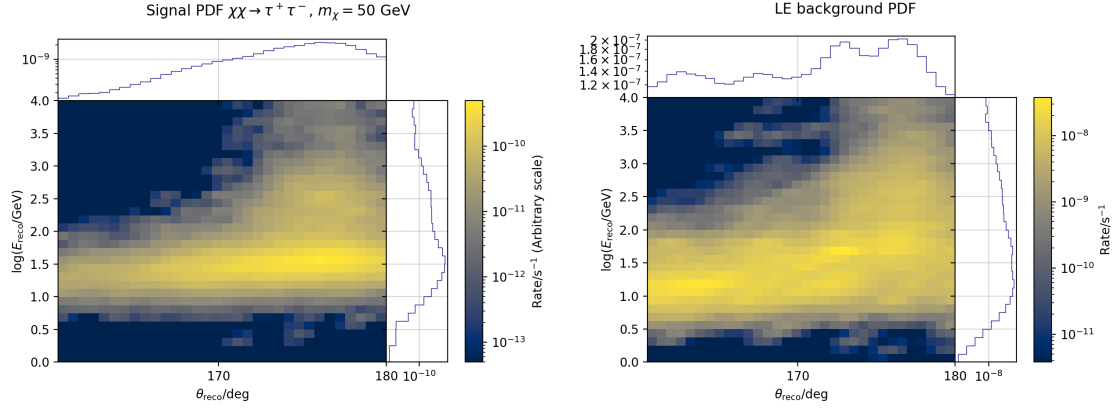 Signal PDF χχ → τ⁺τ⁻, mχ = 50 GeV
10⁻⁹
4.0
3.5
3.0
2.5
2.0
1.5
1.0
0.5
0.0
log(E_reco/GeV)
170
180
10⁻¹⁰
θ_reco/deg
10⁻¹⁰
10⁻¹¹
10⁻¹²
10⁻¹³
Rate/s⁻¹ (Arbitrary scale)
LE background PDF
2 × 10⁻⁷
1.8 × 10⁻⁷
1.6 × 10⁻⁷
1.4 × 10⁻⁷
1.2 × 10⁻⁷
4.0
3.5
3.0
2.5
2.0
1.5
1.0
0.5
0.0
log(E_reco/GeV)
170
180
10⁻⁸
θ_reco/deg
10⁻⁸
10⁻⁹
10⁻¹⁰
10⁻¹¹
Rate/s⁻¹